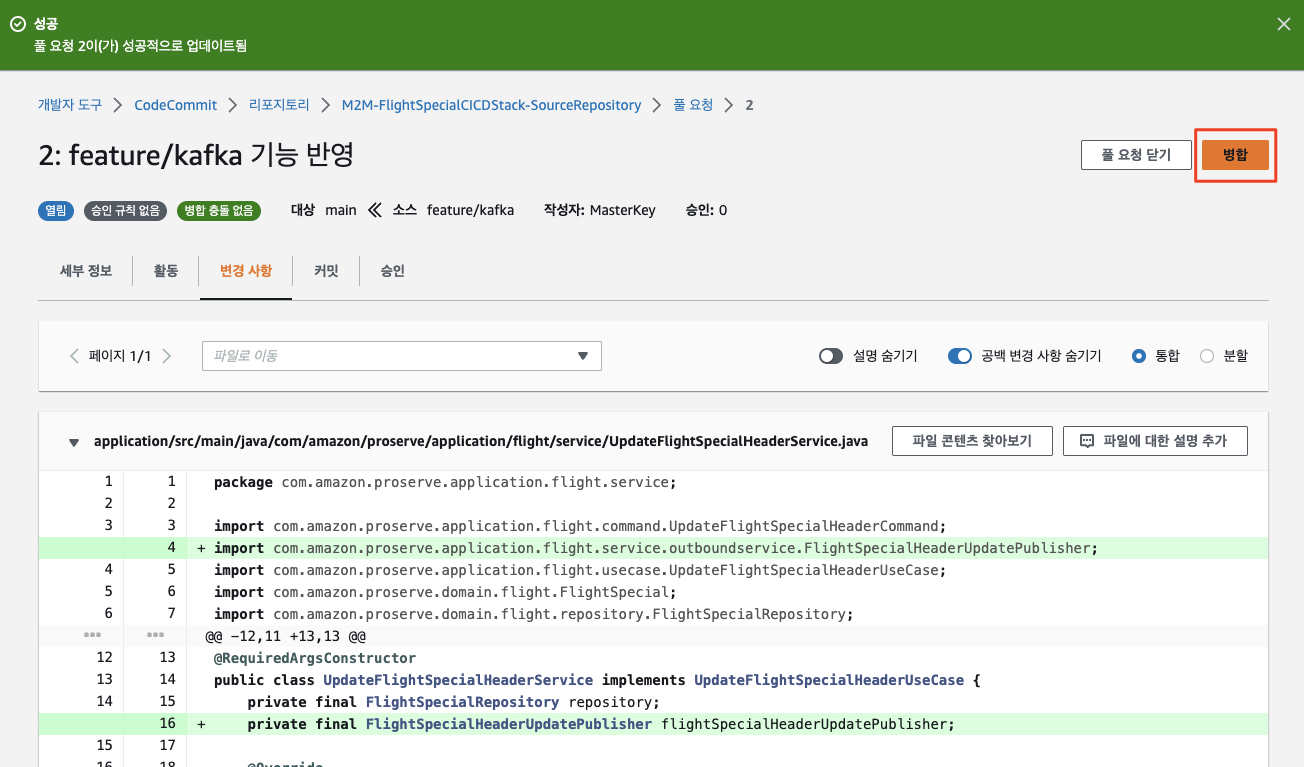 성공
풀 요청 2이(가) 성공적으로 업데이트됨
개발자 도구 > CodeCommit > 리포지토리 > M2M-FlightSpecialCICDStack-SourceRepository > 풀 요청 > 2
2: feature/kafka 기능 반영
풀 요청 닫기 병합
열림 승인 규칙 없음 병합 충돌 없음 대상 main 소스 feature/kafka 작성자: MasterKey 승인: 0
세부 정보 활동 변경 사항 커밋 승인
페이지 1/1 파일로 이동 설명 숨기기 공백 변경 사항 숨기기 통합 분할
application/src/main/java/com/amazon/proserve/application/flight/service/UpdateFlightSpecialHeaderService.java 파일 콘텐츠 찾아보기 파일에 대한 설명 추가
1 1 package com.amazon.proserve.application.flight.service;
2 2
3 3 import com.amazon.proserve.application.flight.command.UpdateFlightSpecialHeaderCommand;
4 + import com.amazon.proserve.application.flight.service.outboundservice.FlightSpecialHeaderUpdatePublisher;
4 5 import com.amazon.proserve.application.flight.usecase.UpdateFlightSpecialHeaderUseCase;
5 6 import com.amazon.proserve.domain.flight.FlightSpecial;
6 7 import com.amazon.proserve.domain.flight.repository.FlightSpecialRepository;
@@ -12,11 +13,13 @@
12 13 @RequiredArgsConstructor
13 14 public class UpdateFlightSpecialHeaderService implements UpdateFlightSpecialHeaderUseCase {
14 15 private final FlightSpecialRepository repository;
16 + private final FlightSpecialHeaderUpdatePublisher flightSpecialHeaderUpdatePublisher;
15 17
16 18 @Override